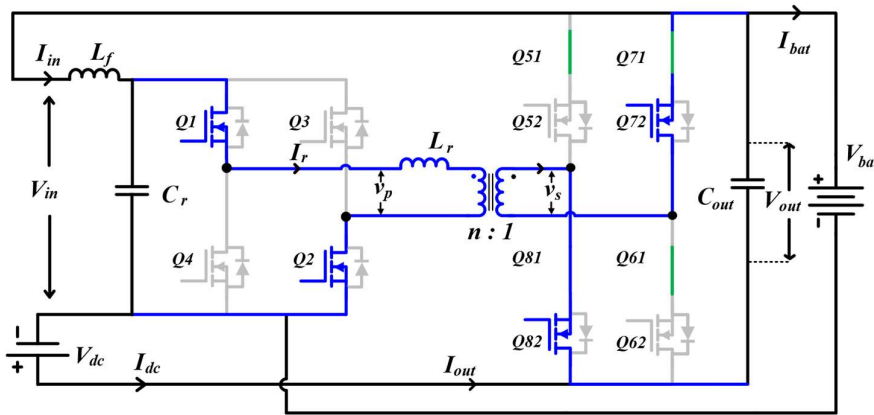 I_in L_f Q51 Q71 I_bat
Q1 Q3 Q52 Q72
L_r
I_r
V_in C_r v_p v_s C_out V_out V_ba
+
-
n : 1
Q4 Q2 Q81 Q61
-
V_dc
+
Q82 Q62
I_dc I_out